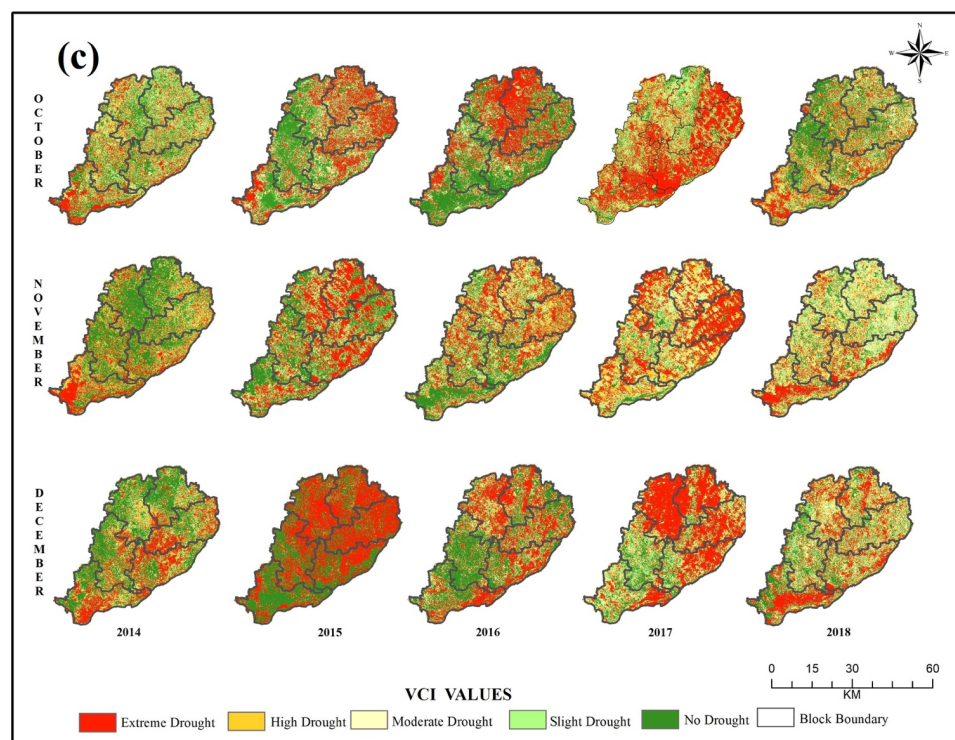 (c)
N
W E
S
OCTOBER
NOVEMBER
DECEMBER
2014 2015 2016 2017 2018
0 15 30 60
KM
VCI VALUES
Extreme Drought High Drought Moderate Drought Slight Drought No Drought Block Boundary